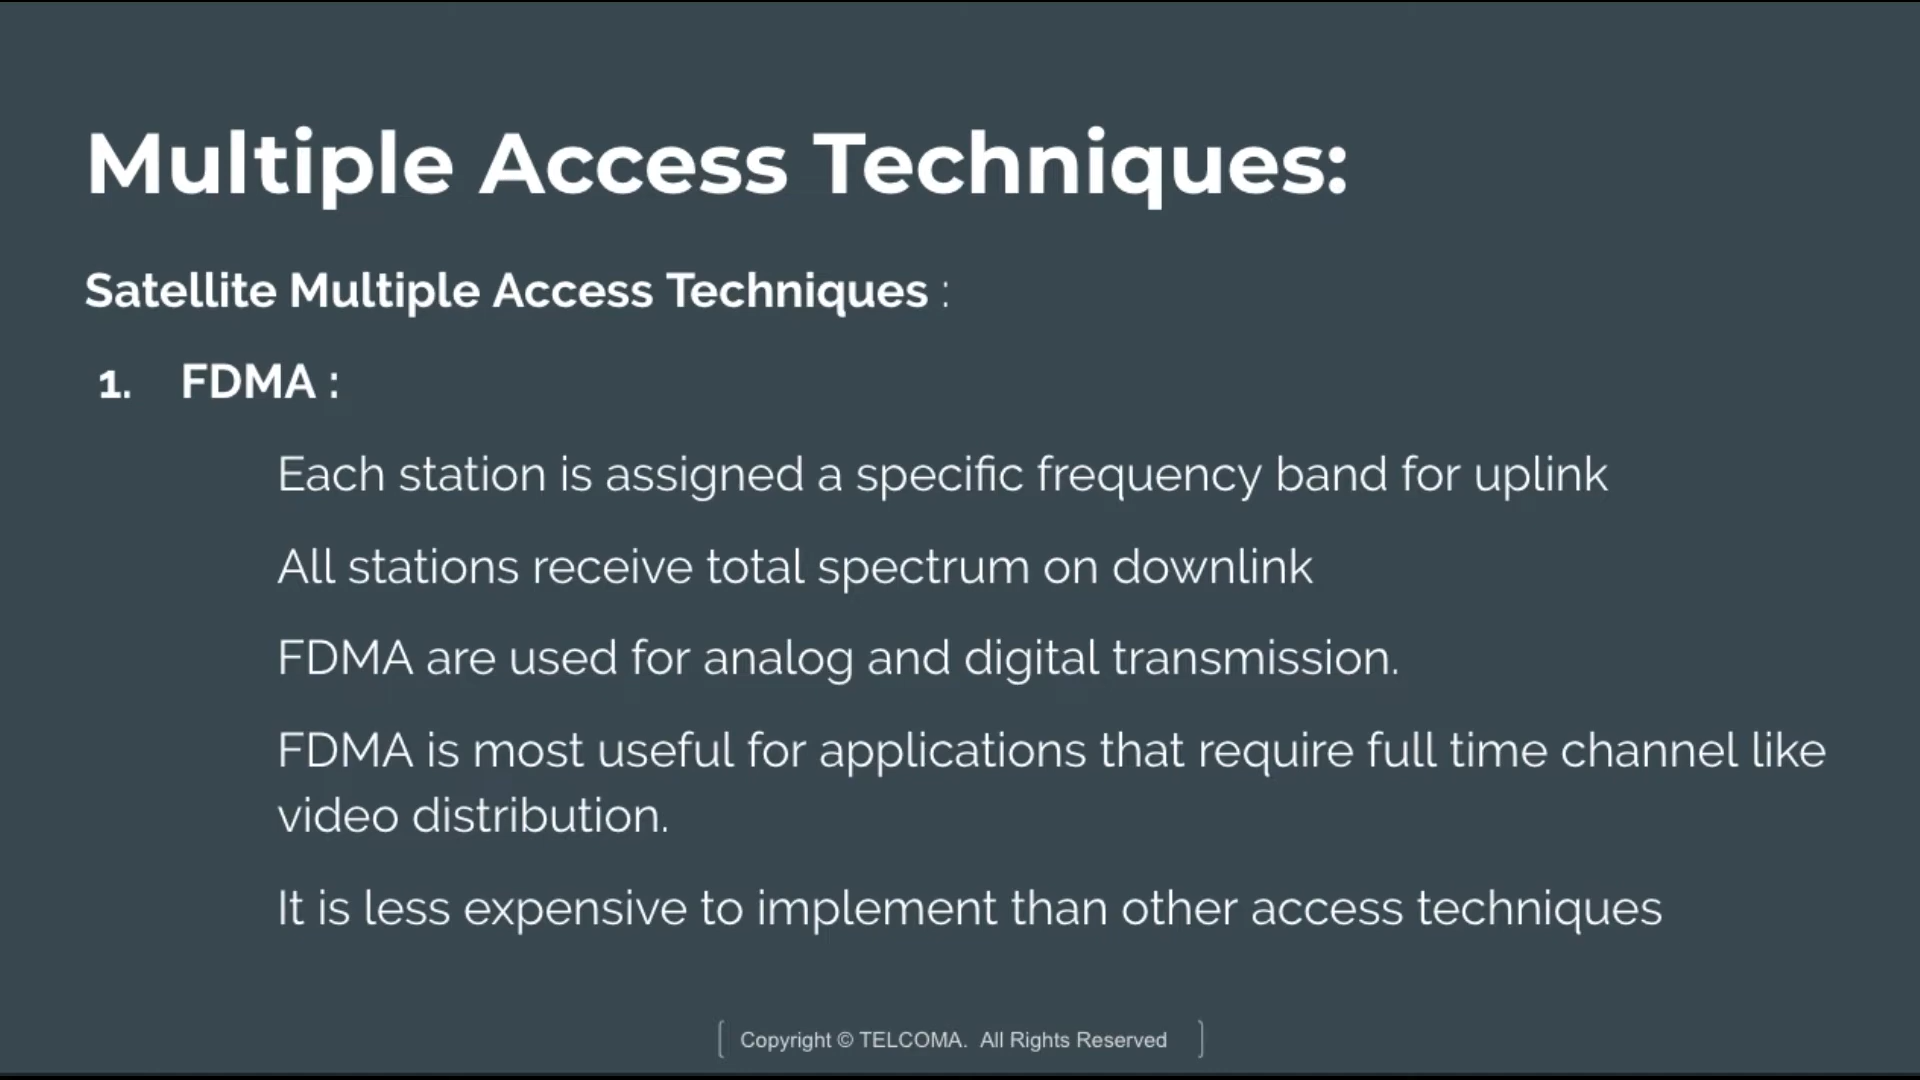 Multiple Access Techniques:
Satellite Multiple Access Techniques :
1. FDMA :
Each station is assigned a specific frequency band for uplink
All stations receive total spectrum on downlink
FDMA are used for analog and digital transmission.
FDMA is most useful for applications that require full time channel like
video distribution.
It is less expensive to implement than other access techniques
Copyright © TELCOMA. All Rights Reserved